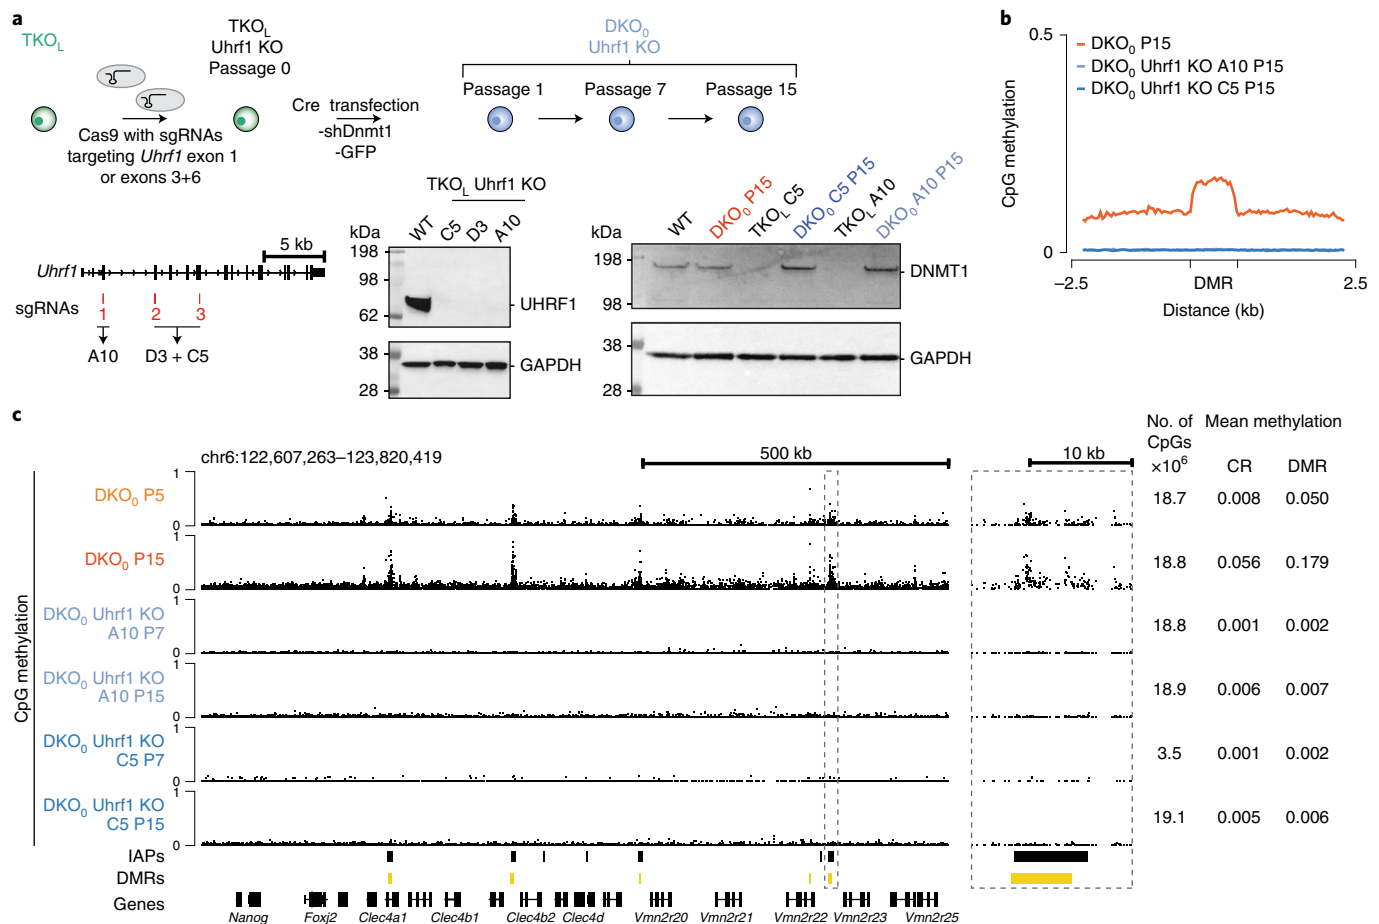 a
TKOL
TKOL
Uhrf1 KO
Passage 0
Cas9 with sgRNAs
targeting Uhrf1 exon 1
or exons 3+6
Cre transfection
-shDnmt1
-GFP
DKO0
Uhrf1 KO
Passage 1
Passage 7
Passage 15
5 kb
Uhrf1
sgRNAs
1
2
3
A10
D3 + C5
TKOL Uhrf1 KO
kDa
WT
C5
D3
A10
198
98
62
UHRF1
38
28
GAPDH
kDa
WT
DKO0 P15
TKOL C5
DKO0 C5 P15
TKOL A10
DKO0 A10 P15
198
98
DNMT1
38
28
GAPDH
b
CpG methylation
0.5
0
DKO0 P15
DKO0 Uhrf1 KO A10 P15
DKO0 Uhrf1 KO C5 P15
–2.5
DMR
2.5
Distance (kb)
c
chr6:122,607,263–123,820,419
500 kb
10 kb
No. of CpGs ×10⁶
Mean methylation
CR
DMR
CpG methylation
DKO0 P5
1
0
18.7 0.008 0.050
DKO0 P15
1
0
18.8 0.056 0.179
DKO0 Uhrf1 KO
A10 P7
1
0
18.8 0.001 0.002
DKO0 Uhrf1 KO
A10 P15
1
0
18.9 0.006 0.007
DKO0 Uhrf1 KO
C5 P7
1
0
3.5 0.001 0.002
DKO0 Uhrf1 KO
C5 P15
1
0
19.1 0.005 0.006
IAPs
DMRs
Genes
Nanog Foxj2 Clec4a1 Clec4b1 Clec4b2 Clec4d Vmn2r20 Vmn2r21 Vmn2r22 Vmn2r23 Vmn2r25